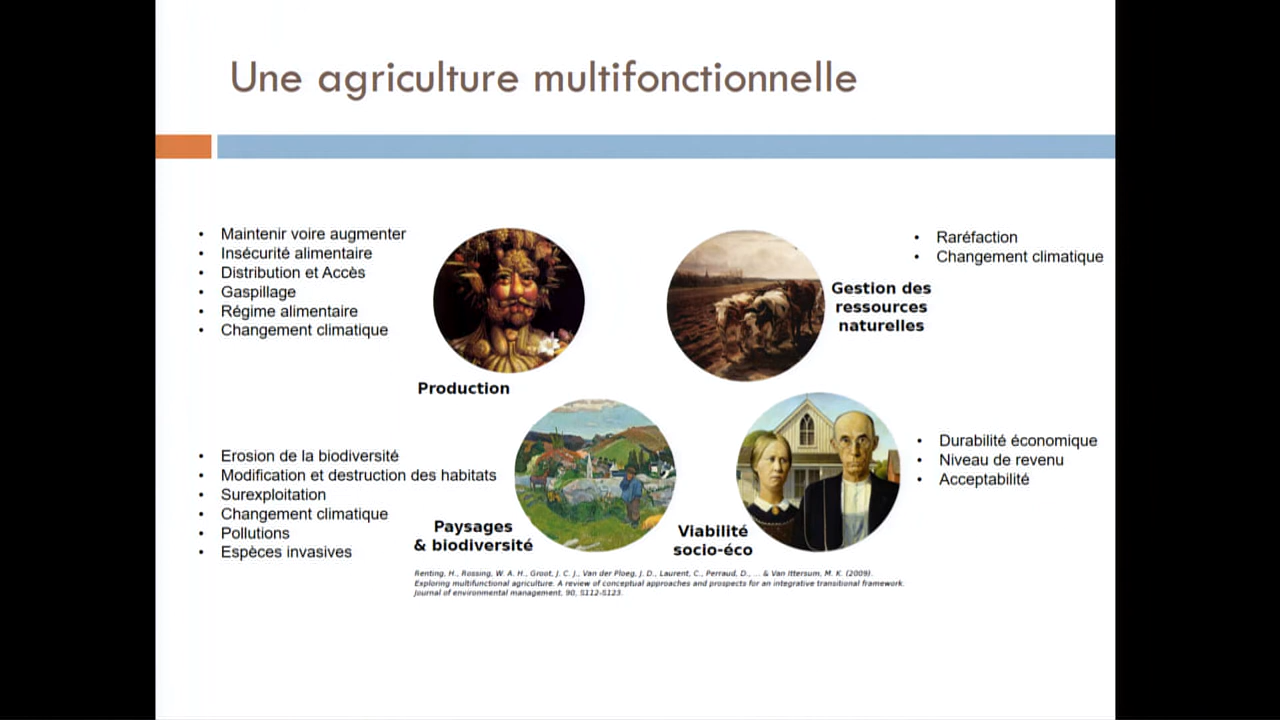 Une agriculture multifonctionnelle
• Maintenir voire augmenter
• Insécurité alimentaire
• Distribution et Accès
• Gaspillage
• Régime alimentaire
• Changement climatique
Production
• Raréfaction
• Changement climatique
Gestion des
ressources
naturelles
• Erosion de la biodiversité
• Modification et destruction des habitats
• Surexploitation
• Changement climatique
• Pollutions
• Espèces invasives
Paysages
& biodiversité
Viabilité
socio-éco
• Durabilité économique
• Niveau de revenu
• Acceptabilité
Renting, H., Rossing, W. A. H., Groot, J. C. J., Van der Ploeg, J. D., Laurent, C., Perraud, D., ... & Van Ittersum, M. K. (2009).
Exploring multifunctional agriculture. A review of conceptual approaches and prospects for an integrative transitional framework.
Journal of environmental management, 90, S112-S123.